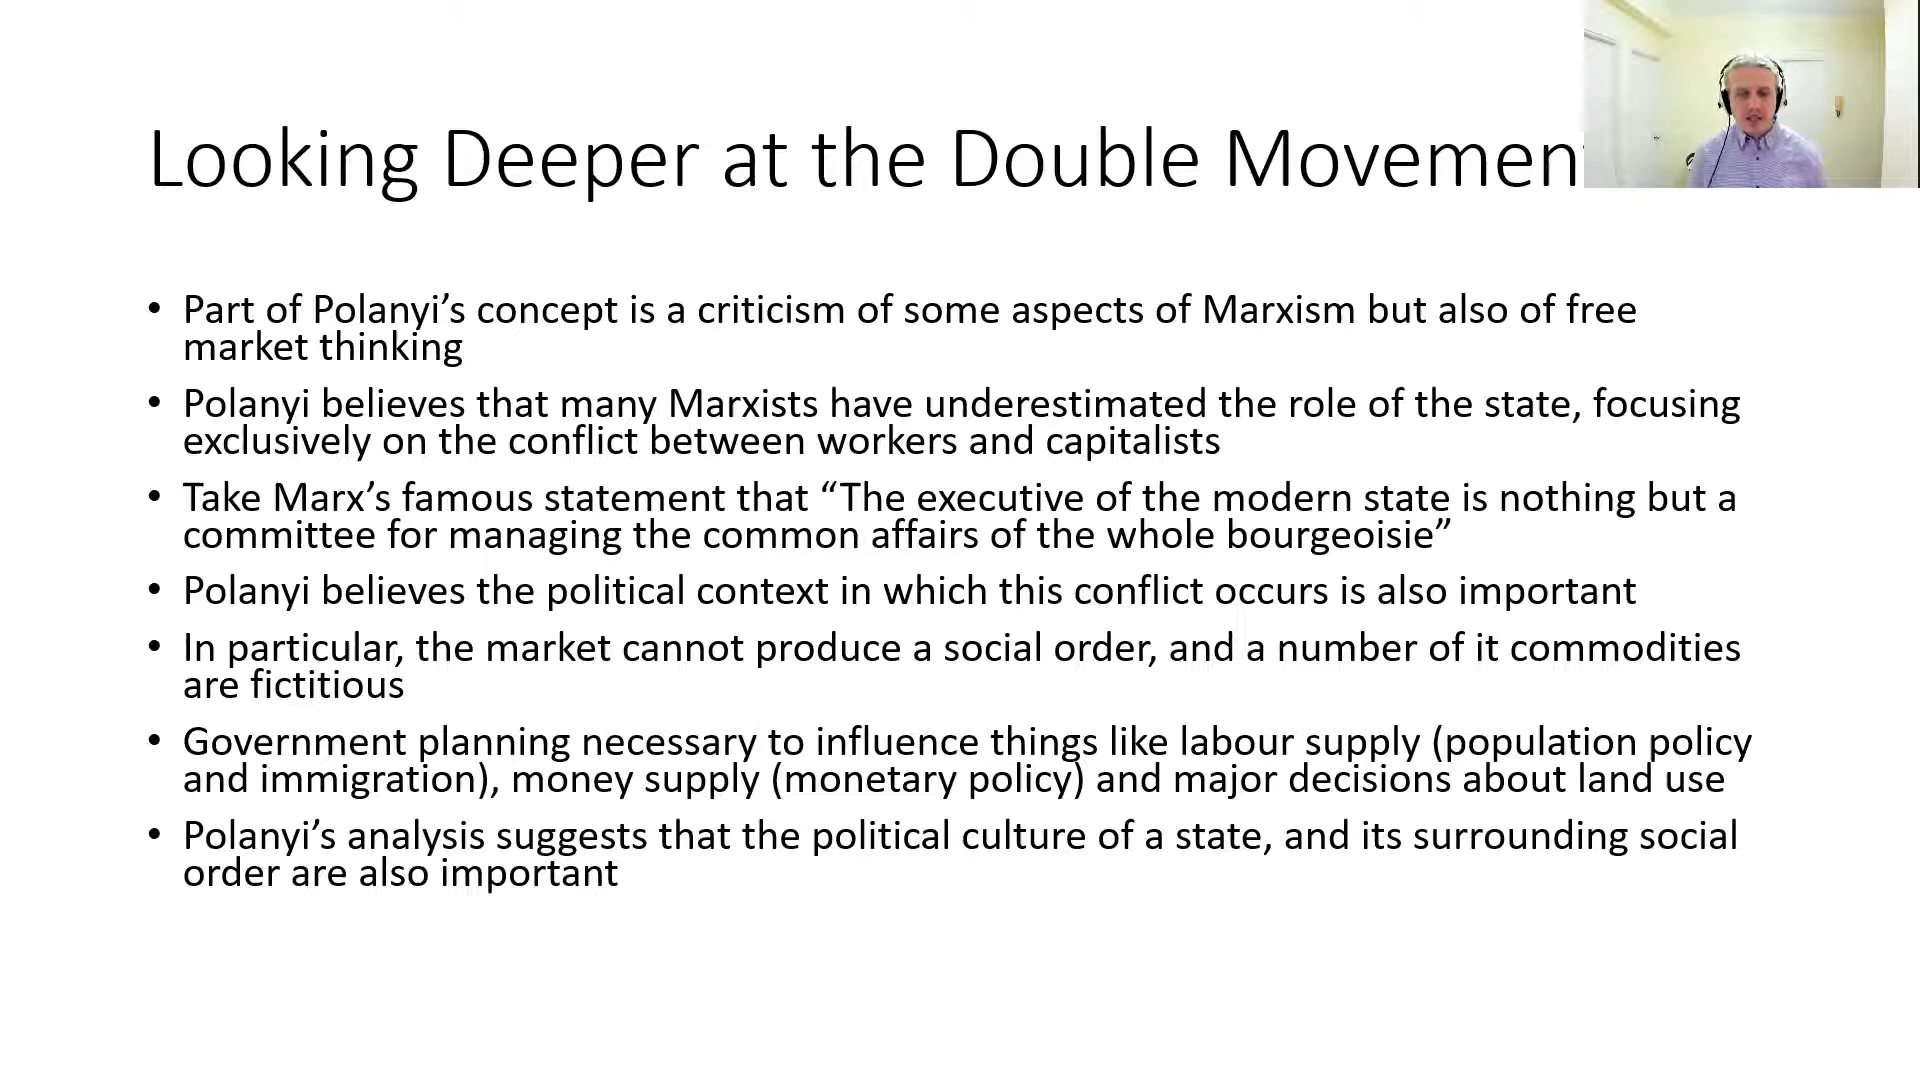 Looking Deeper at the Double Movemen
• Part of Polanyi’s concept is a criticism of some aspects of Marxism but also of free
market thinking
• Polanyi believes that many Marxists have underestimated the role of the state, focusing
exclusively on the conflict between workers and capitalists
• Take Marx’s famous statement that “The executive of the modern state is nothing but a
committee for managing the common affairs of the whole bourgeoisie”
• Polanyi believes the political context in which this conflict occurs is also important
• In particular, the market cannot produce a social order, and a number of it commodities
are fictitious
• Government planning necessary to influence things like labour supply (population policy
and immigration), money supply (monetary policy) and major decisions about land use
• Polanyi’s analysis suggests that the political culture of a state, and its surrounding social
order are also important